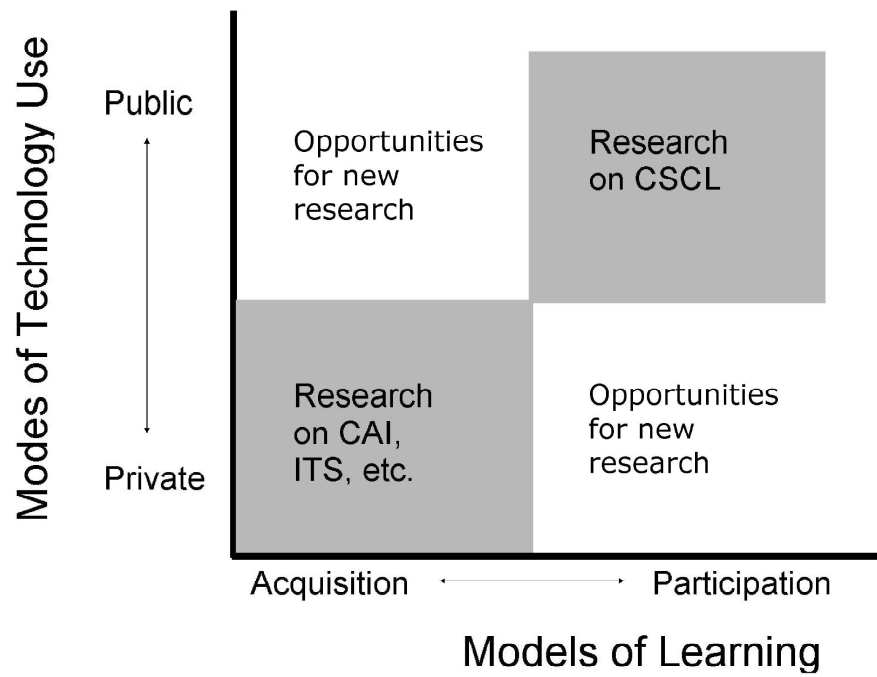 Modes of Technology Use
Public
Private
Opportunities
for new
research
Research
on CSCL
Research
on CAI,
ITS, etc.
Opportunities
for new
research
Acquisition
Participation
Models of Learning